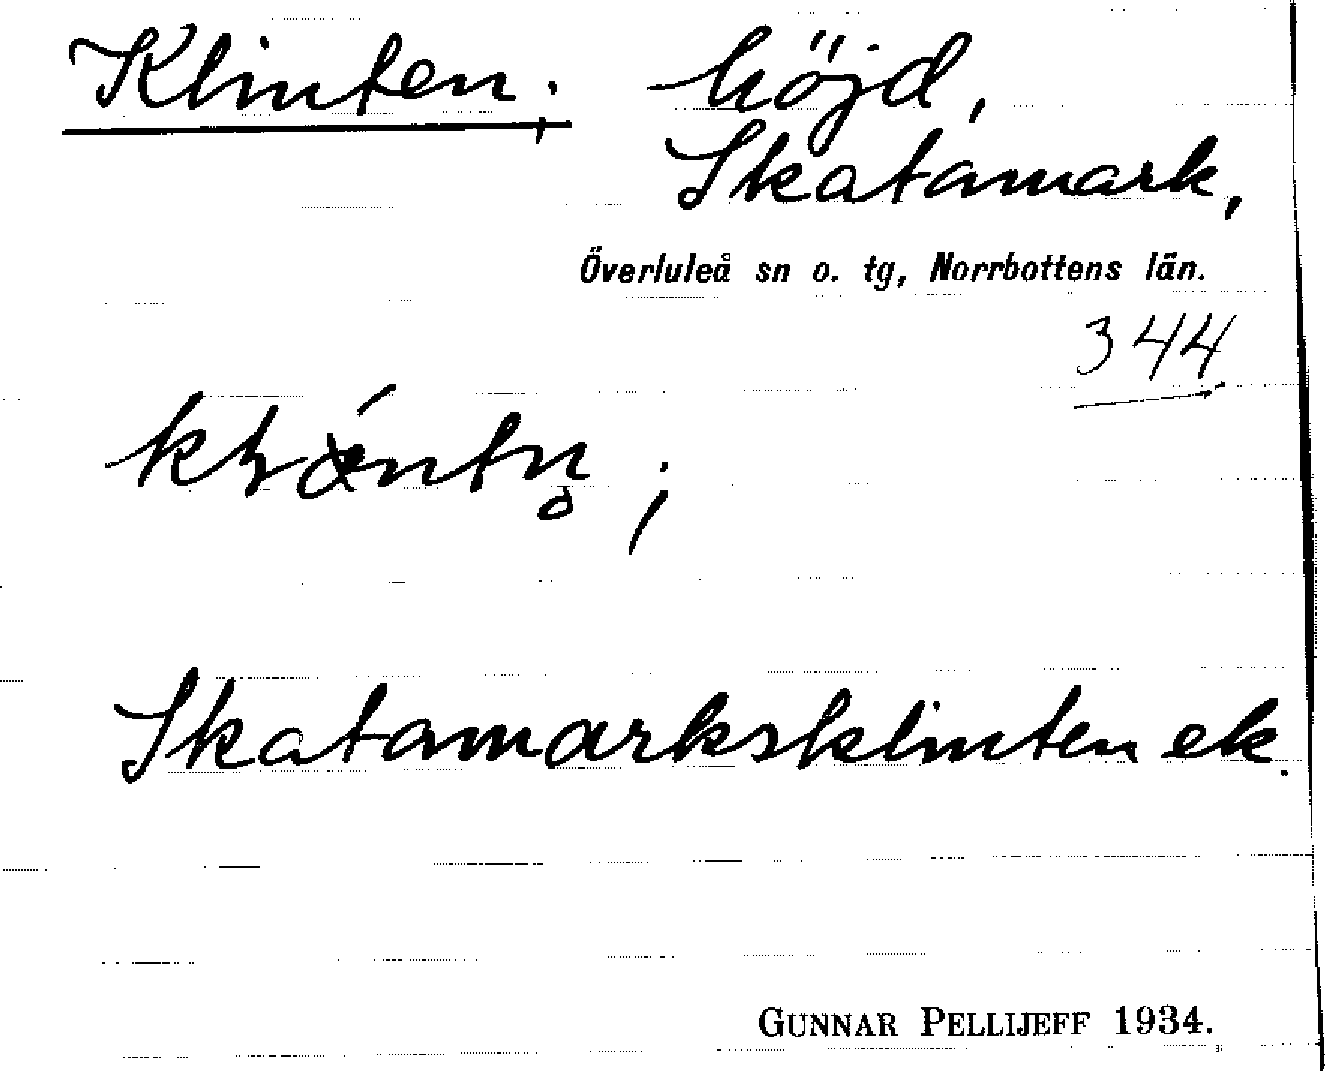 Klinten. höjd,
Skatamark,
Överluleå sn o. tg, Norrbottens län.
344
Skatamarksklinten ek.
GUNNAR PELLIJEFF 1934.